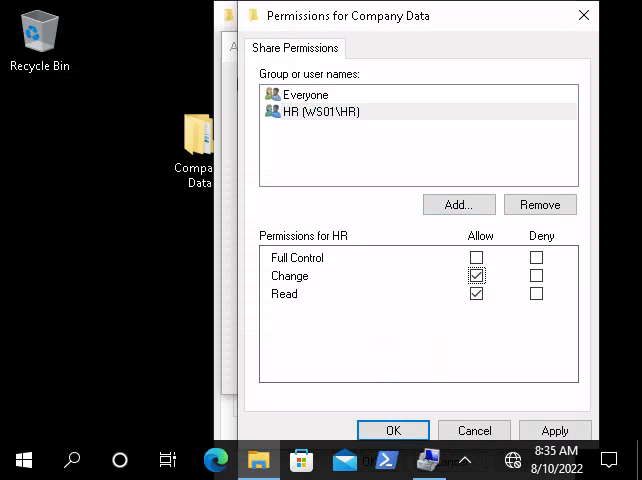 Permissions for Company Data
Share Permissions
Recycle Bin
Group or user names:
Everyone
HR (WS01\HR)
Compa
Data
Add...
Remove
Permissions for HR
Allow
Deny
Full Control
Change
Read
OK
Cancel
Apply
8:35 AM
8/10/2022